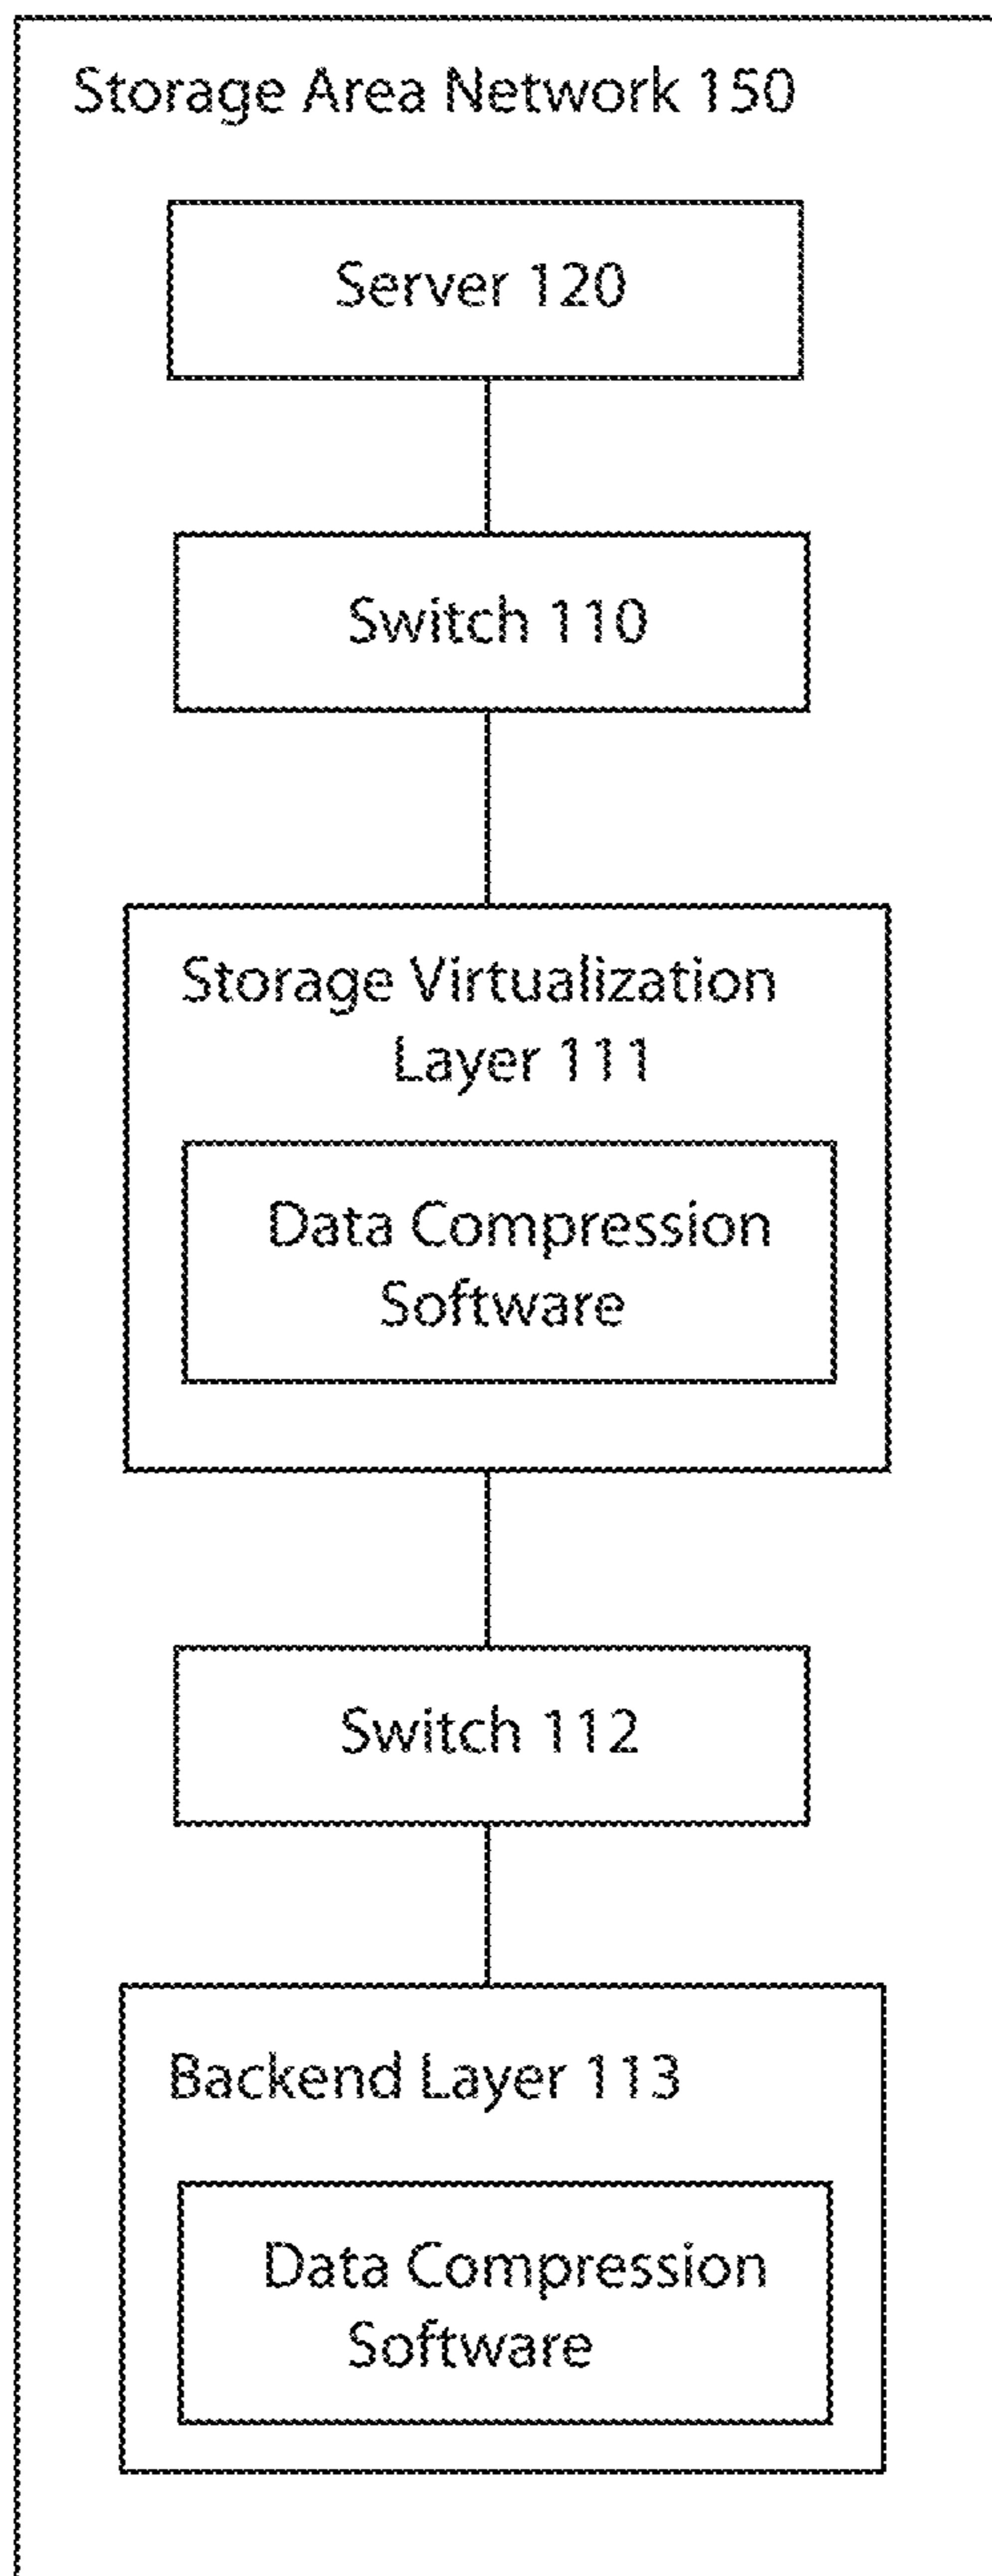 Storage Area Network 150
Server 120
Switch 110
Storage Virtualization
Layer 111
Data Compression
Software
Switch 112
Backend Layer 113
Data Compression
Software